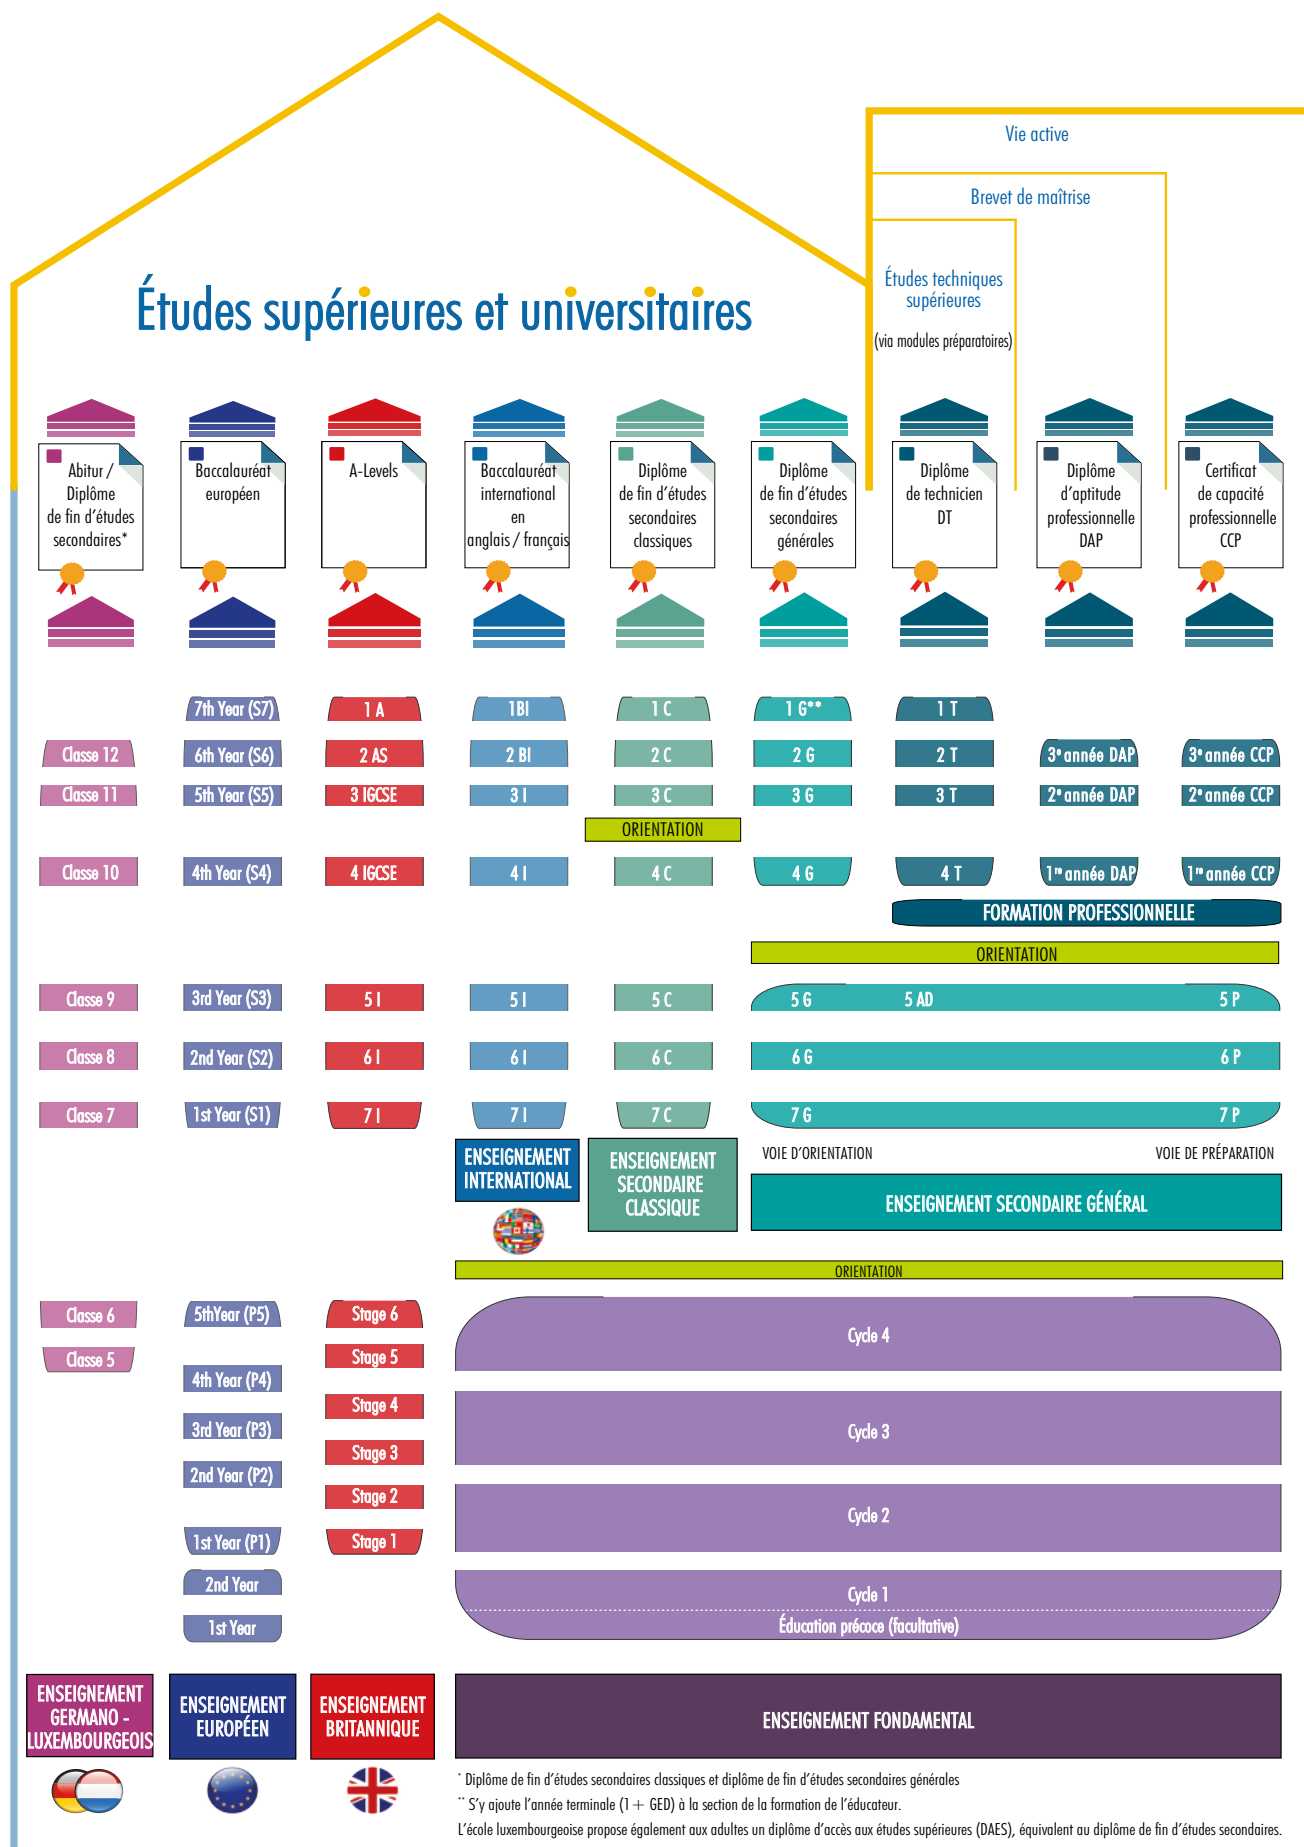 Vie active
Brevet de maîtrise
Études techniques
supérieures
(via modules préparatoires)
Études supérieures et universitaires
Abitur /
Diplôme
de fin d'études
secondaires*
Baccalauréat
européen
A-Levels
Baccalauréat
international
en
anglais / français
Diplôme
de fin d'études
secondaires
classiques
Diplôme
de fin d'études
secondaires
générales
Diplôme
de technicien
DT
Diplôme
d'aptitude
professionnelle
DAP
Certificat
de capacité
professionnelle
CCP
7th Year (S7) 1 A 1BI 1 C 1 G** 1 T
Classe 12 6th Year (S6) 2 AS 2 BI 2 C 2 G 2 T 3e année DAP 3e année CCP
Classe 11 5th Year (S5) 3 IGCSE 3 I 3 C 3 G 3 T 2e année DAP 2e année CCP
ORIENTATION
Classe 10 4th Year (S4) 4 IGCSE 4 I 4 C 4 G 4 T 1re année DAP 1re année CCP
FORMATION PROFESSIONNELLE
ORIENTATION
Classe 9 3rd Year (S3) 5 I 5 I 5 C 5 G 5 AD 5 P
Classe 8 2nd Year (S2) 6 I 6 I 6 C 6 G 6 P
Classe 7 1st Year (S1) 7 I 7 I 7 C 7 G 7 P
ENSEIGNEMENT
INTERNATIONAL
ENSEIGNEMENT
SECONDAIRE
CLASSIQUE
VOIE D'ORIENTATION VOIE DE PRÉPARATION
ENSEIGNEMENT SECONDAIRE GÉNÉRAL
ORIENTATION
Classe 6
Classe 5
5thYear (P5)
4th Year (P4)
3rd Year (P3)
2nd Year (P2)
1st Year (P1)
2nd Year
1st Year
Stage 6
Stage 5
Stage 4
Stage 3
Stage 2
Stage 1
Cycle 4
Cycle 3
Cycle 2
Cycle 1
Éducation précoce (facultative)
ENSEIGNEMENT
GERMANO -
LUXEMBOURGEOIS
ENSEIGNEMENT
EUROPÉEN
ENSEIGNEMENT
BRITANNIQUE
ENSEIGNEMENT FONDAMENTAL
* Diplôme de fin d'études secondaires classiques et diplôme de fin d'études secondaires générales
** S'y ajoute l'année terminale (1+ GED) à la section de la formation de l'éducateur.
L'école luxembourgeoise propose également aux adultes un diplôme d'accès aux études supérieures (DAES), équivalent au diplôme de fin d'études secondaires.